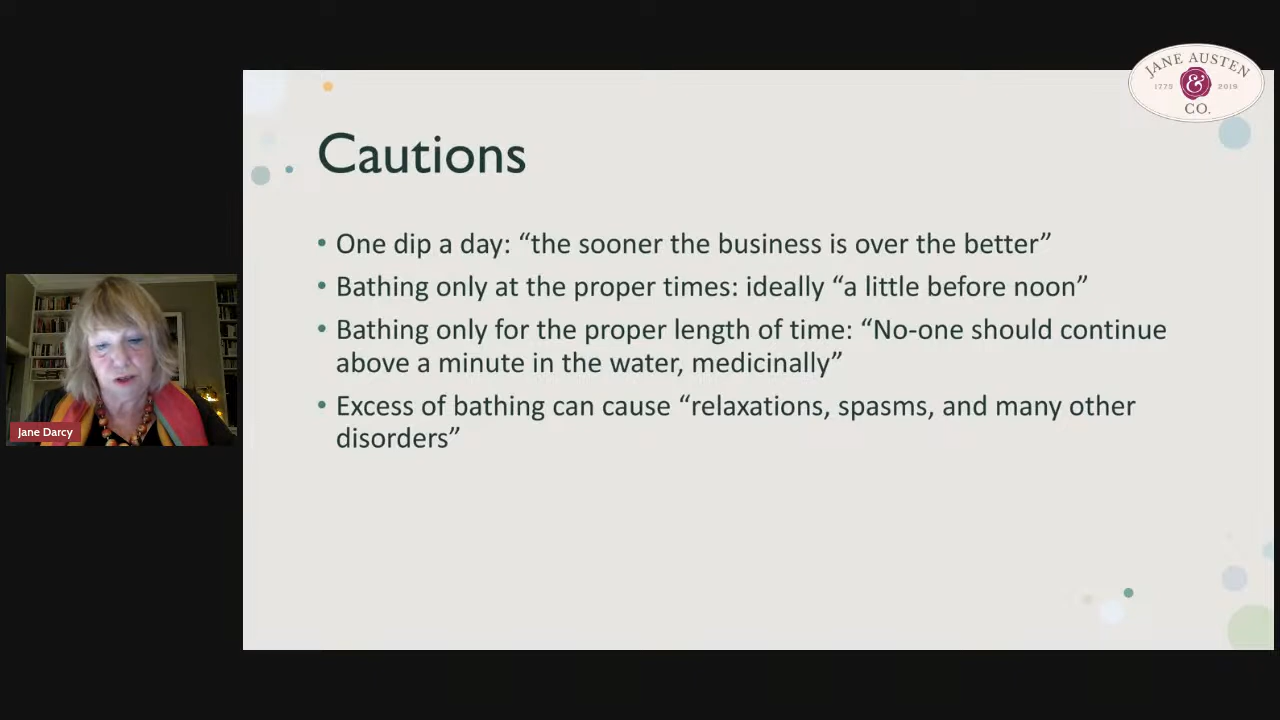 JANE AUSTEN
1775 & 2019
CO.
Cautions
• One dip a day: “the sooner the business is over the better”
• Bathing only at the proper times: ideally “a little before noon”
• Bathing only for the proper length of time: “No-one should continue
above a minute in the water, medicinally”
• Excess of bathing can cause “relaxations, spasms, and many other
disorders”
Jane Darcy